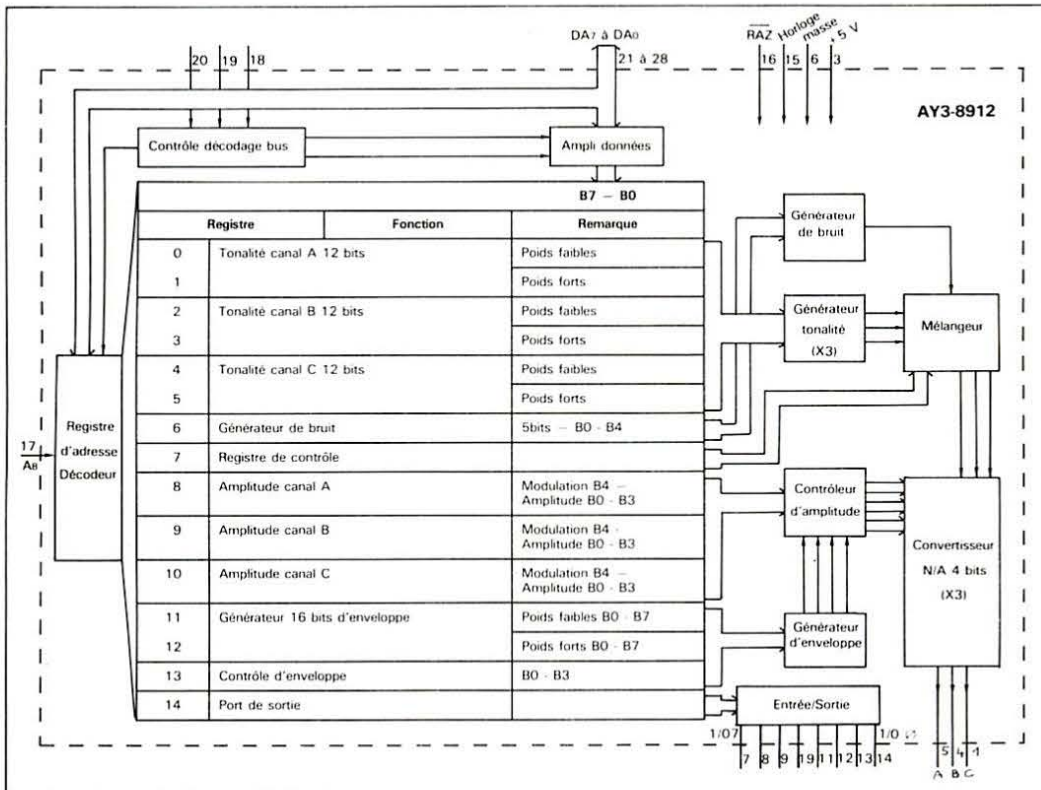 DA7 à DA0
20 19 18
21 à 28
RAZ Horloge masse +5 V
16 15 6 3
AY3-8912
Contrôle décodage bus
Ampli données
B7 – B0
Registre Fonction Remarque
0 Tonalité canal A 12 bits Poids faibles
1 Poids forts
2 Tonalité canal B 12 bits Poids faibles
3 Poids forts
4 Tonalité canal C 12 bits Poids faibles
5 Poids forts
6 Générateur de bruit 5bits – B0 - B4
7 Registre de contrôle
8 Amplitude canal A Modulation B4 –
Amplitude B0 - B3
9 Amplitude canal B Modulation B4 -
Amplitude B0 - B3
10 Amplitude canal C Modulation B4 –
Amplitude B0 - B3
11 Générateur 16 bits d'enveloppe Poids faibles B0 - B7
12 Poids forts B0 - B7
13 Contrôle d'enveloppe B0 - B3
14 Port de sortie
17
A8
Registre
d'adresse
Décodeur
Générateur
de bruit
Générateur
tonalité
(X3)
Mélangeur
Contrôleur
d'amplitude
Convertisseur
N/A 4 bits
(X3)
Générateur
d'enveloppe
Entrée/Sortie
1/07 1/0
7 8 9 19 11 12 13 14
5 4 1
A B C